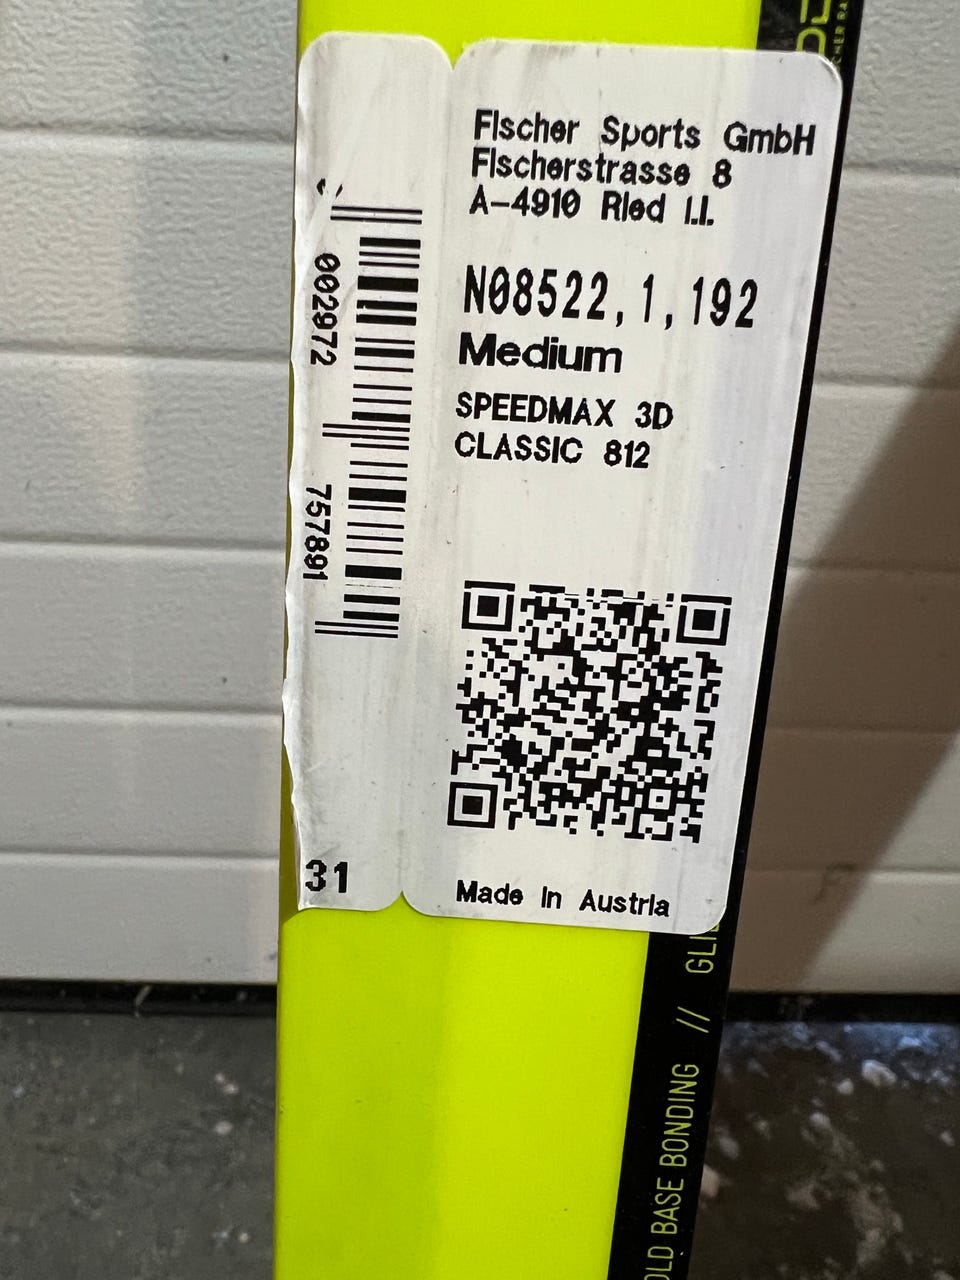 Fischer Sports GmbH
Fischerstrasse 8
A-4910 Ried i.I.
N08522,1,192
Medium
SPEEDMAX 3D
CLASSIC 812
002972
757891
31
Made in Austria
OLD BASE BONDING // GLI